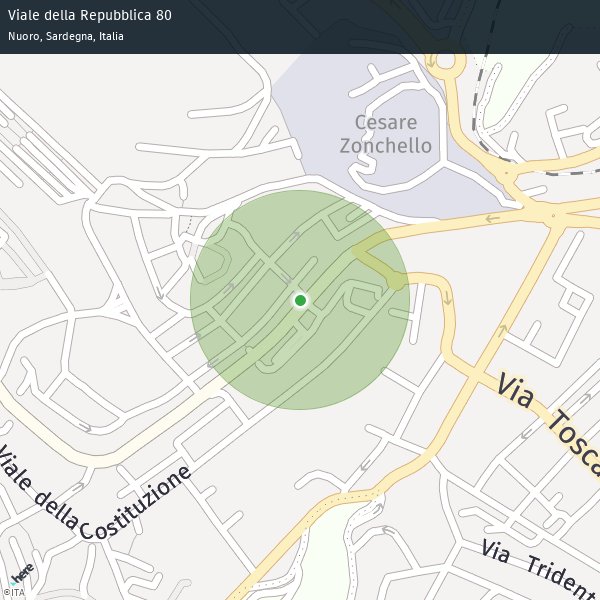 Viale della Repubblica 80
Nuoro, Sardegna, Italia
Cesare
Zonchello
Via Tosca
Viale della Costituzione
Via Trident
here
©ITA